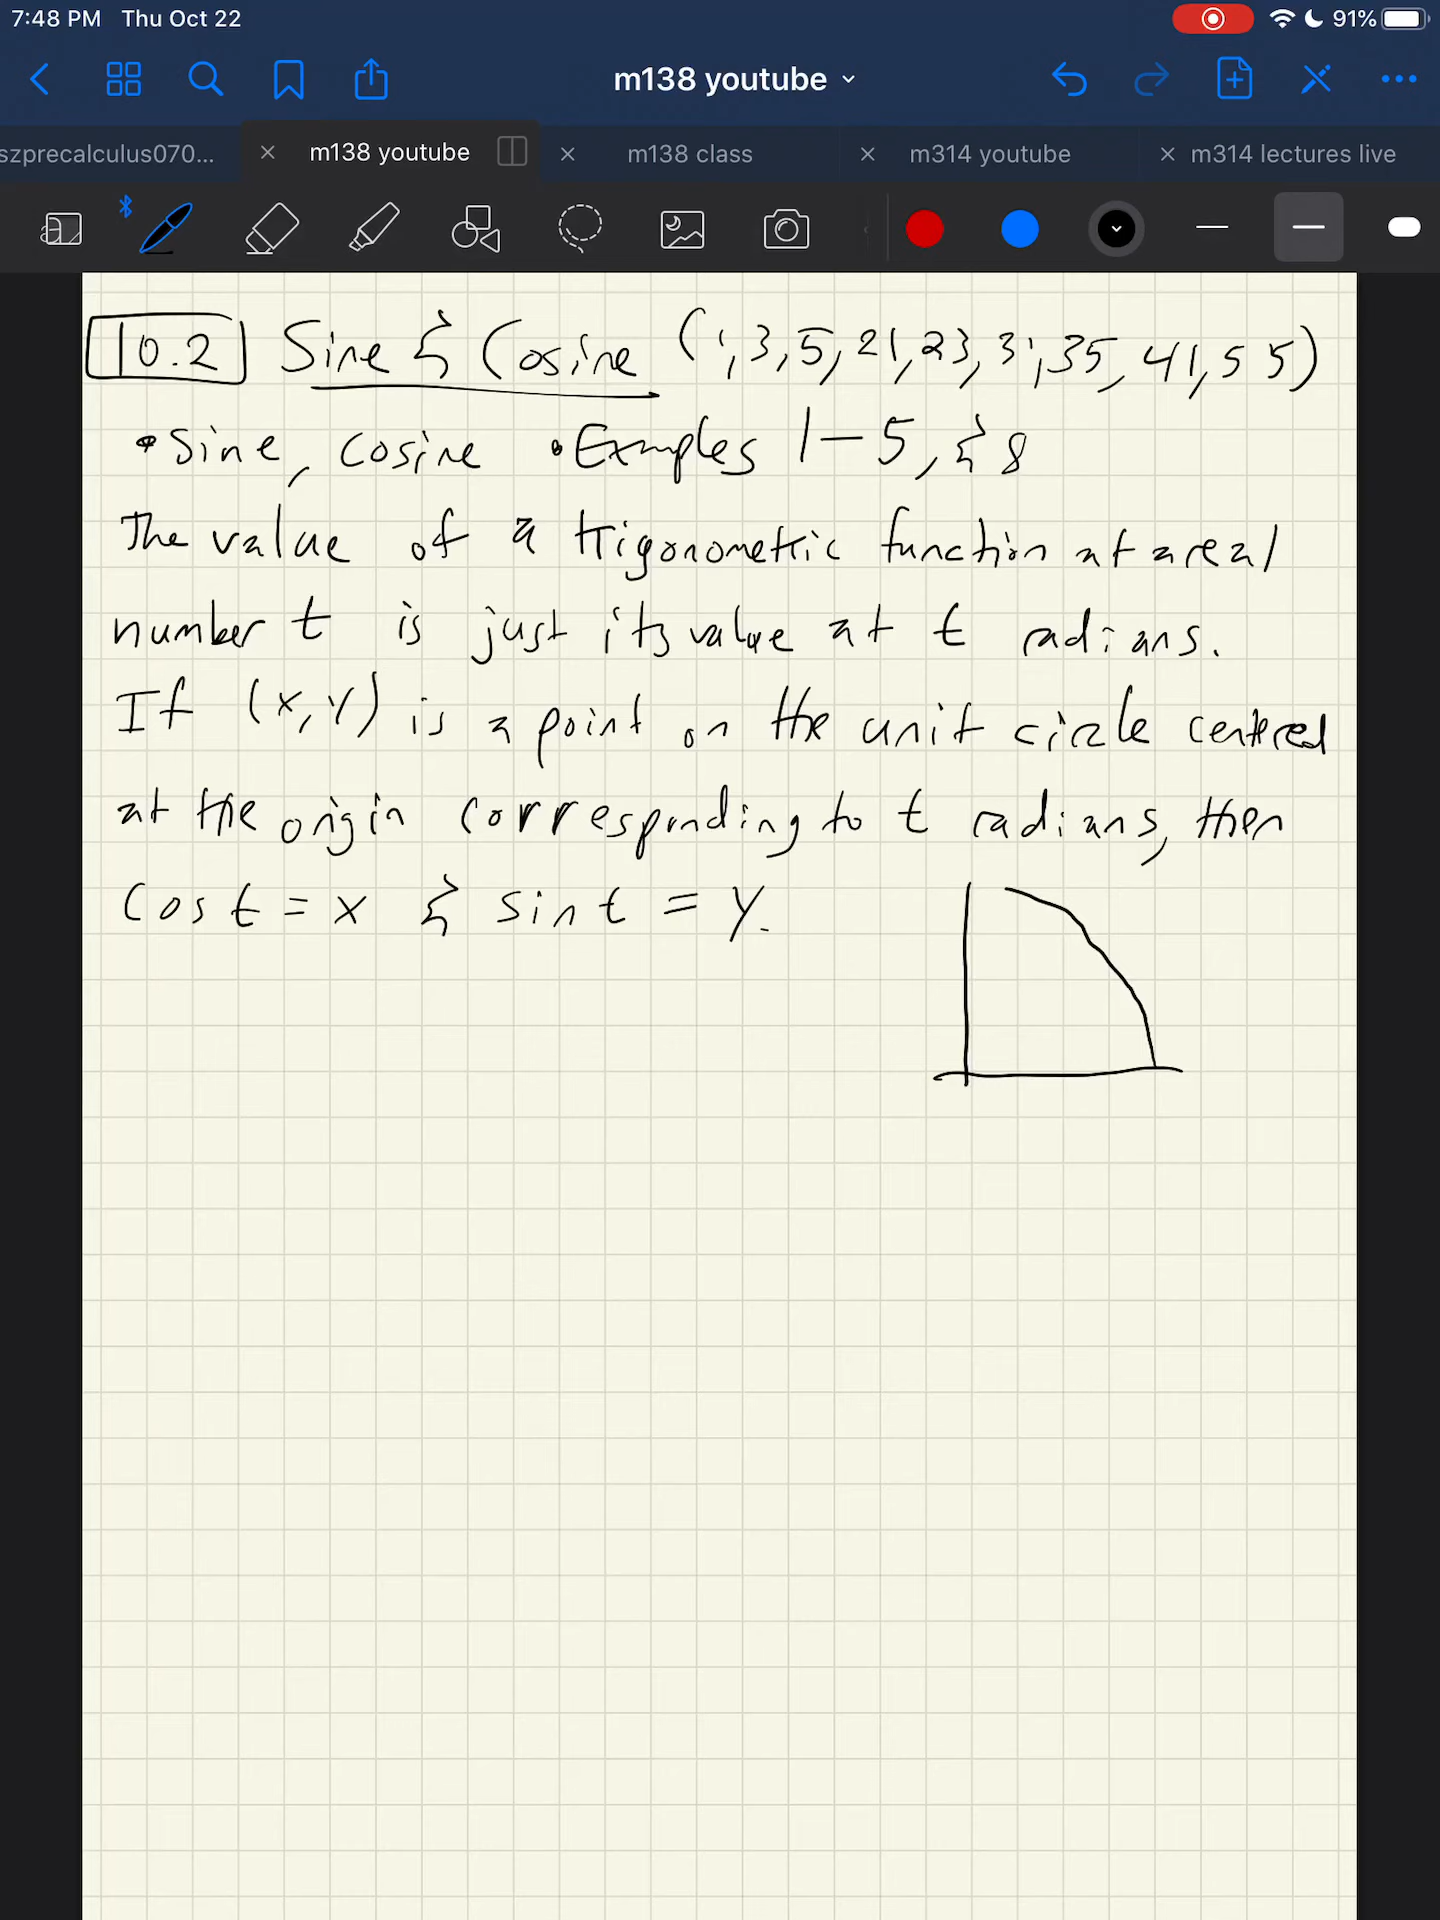 7:48 PM Thu Oct 22
91%
m138 youtube
szprecalculus070...
m138 youtube
m138 class
m314 youtube
m314 lectures live
10.2 Sine & Cosine (1,3,5,21,23,31,35,41,55)
• Sine, Cosine • Examples 1-5, & 8
The value of a trigonometric function at a real
number t is just its value at t radians.
If (x,y) is a point on the unit circle centered
at the origin corresponding to t radians, then
Cos t = x & sin t = y.